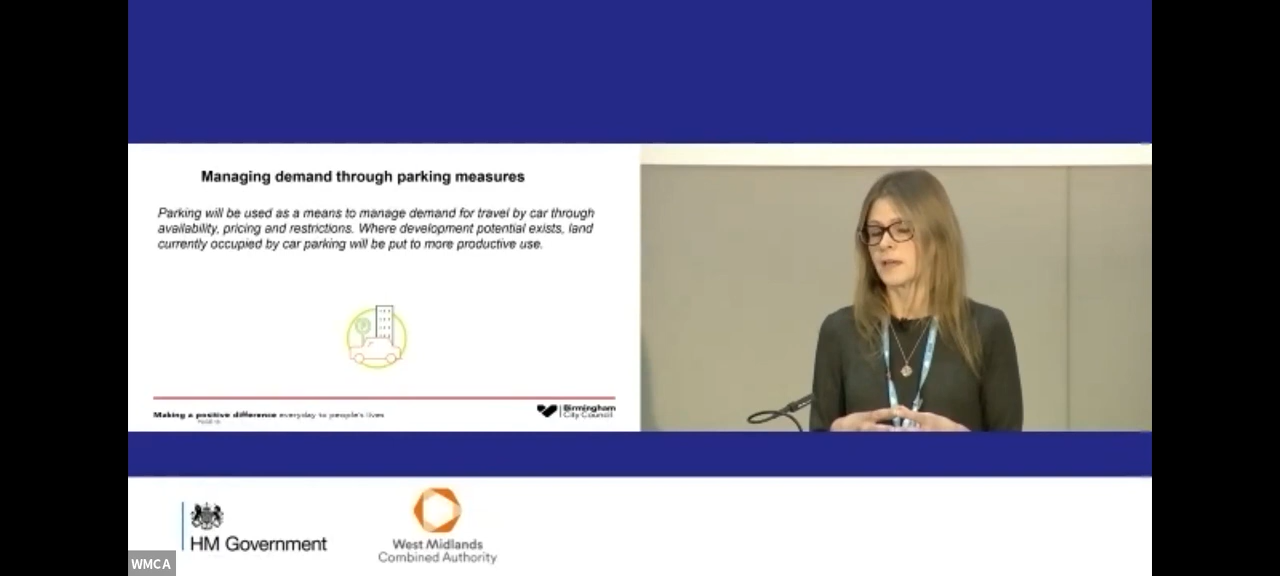 Managing demand through parking measures
Parking will be used as a means to manage demand for travel by car through
availability, pricing and restrictions. Where development potential exists, land
currently occupied by car parking will be put to more productive use.
Making a positive difference everyday to people's lives
Birmingham
City Council
HM Government
West Midlands
Combined Authority
WMCA